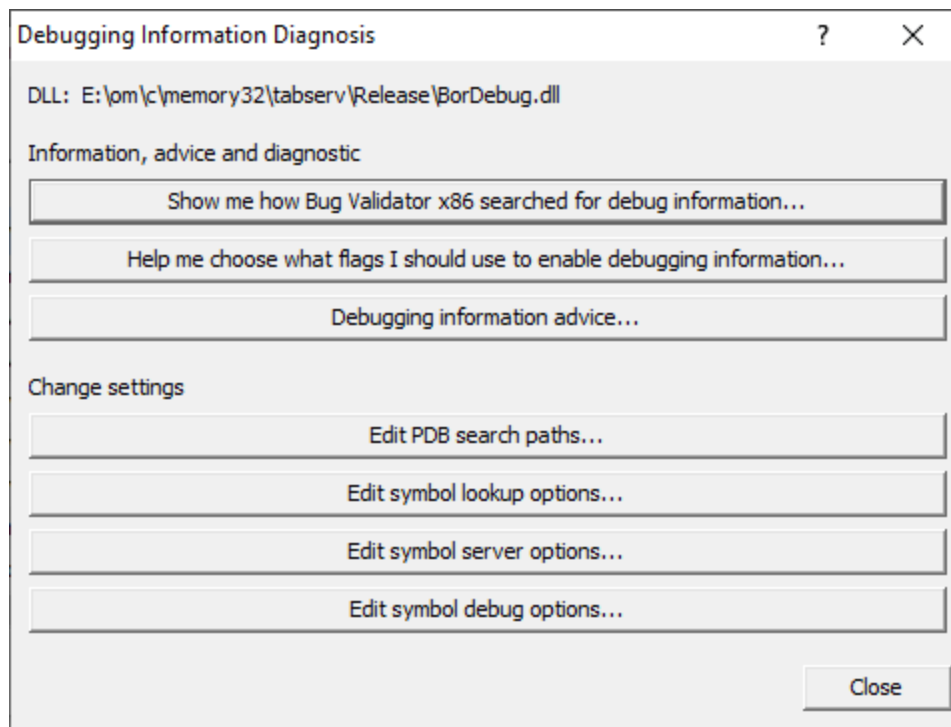 Debugging Information Diagnosis
DLL: E:\om\c\memory32\tabserv\Release\BorDebug.dll
Information, advice and diagnostic
Show me how Bug Validator x86 searched for debug information...
Help me choose what flags I should use to enable debugging information...
Debugging information advice...
Change settings
Edit PDB search paths...
Edit symbol lookup options...
Edit symbol server options...
Edit symbol debug options...
Close